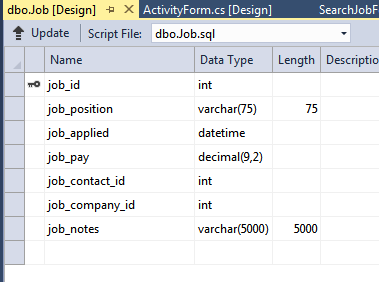 dbo.Job [Design] ActivityForm.cs [Design] SearchJobF
Update Script File: dbo.Job.sql
Name Data Type Length Descriptio
job_id int
job_position varchar(75) 75
job_applied datetime
job_pay decimal(9,2)
job_contact_id int
job_company_id int
job_notes varchar(5000) 5000